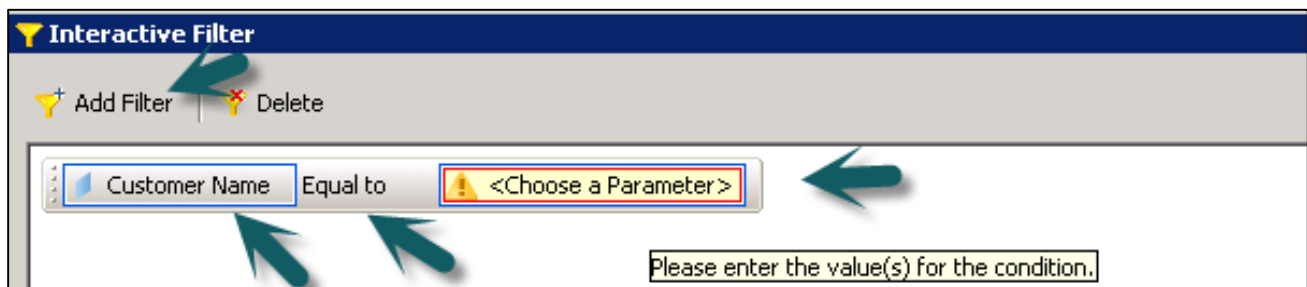 Interactive Filter
Add Filter Delete
Customer Name Equal to <Choose a Parameter>
Please enter the value(s) for the condition.